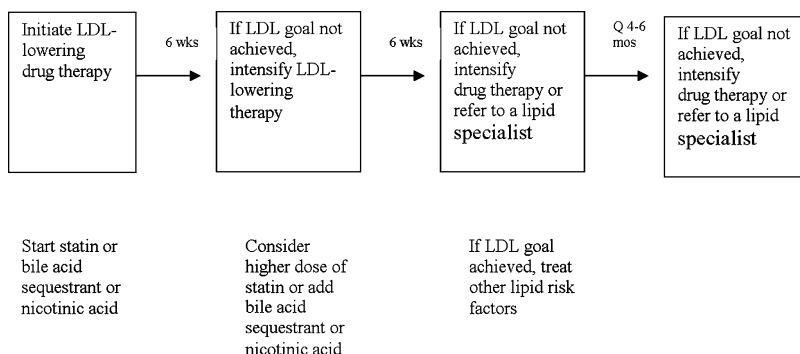 Initiate LDL-
lowering
drug therapy
6 wks
If LDL goal not
achieved,
intensify LDL-
lowering
therapy
6 wks
If LDL goal not
achieved,
intensify
drug therapy or
refer to a lipid
specialist
Q 4-6
mos
If LDL goal not
achieved,
intensify
drug therapy or
refer to a lipid
specialist
Start statin or
bile acid
sequestrant or
nicotinic acid
Consider
higher dose of
statin or add
bile acid
sequestrant or
nicotinic acid
If LDL goal
achieved, treat
other lipid risk
factors